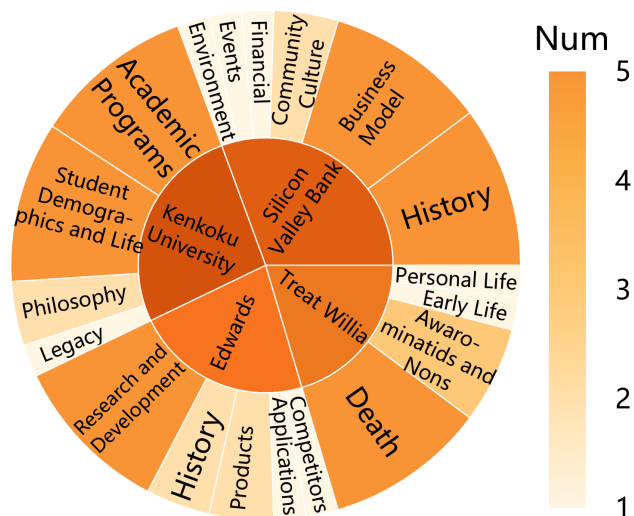 Num
5
4
3
2
1
Silicon
Valley Bank
History
Business
Model
Community
Culture
Financial
Events
Environment
Kenkoku
University
Academic
Programs
Student
Demogra-
phics and Life
Philosophy
Legacy
Edwards
Research and
Development
History
Products
Applications
Competitors
Treat Willia
Death
Awaro-
minatids and
Nons
Early Life
Personal Life